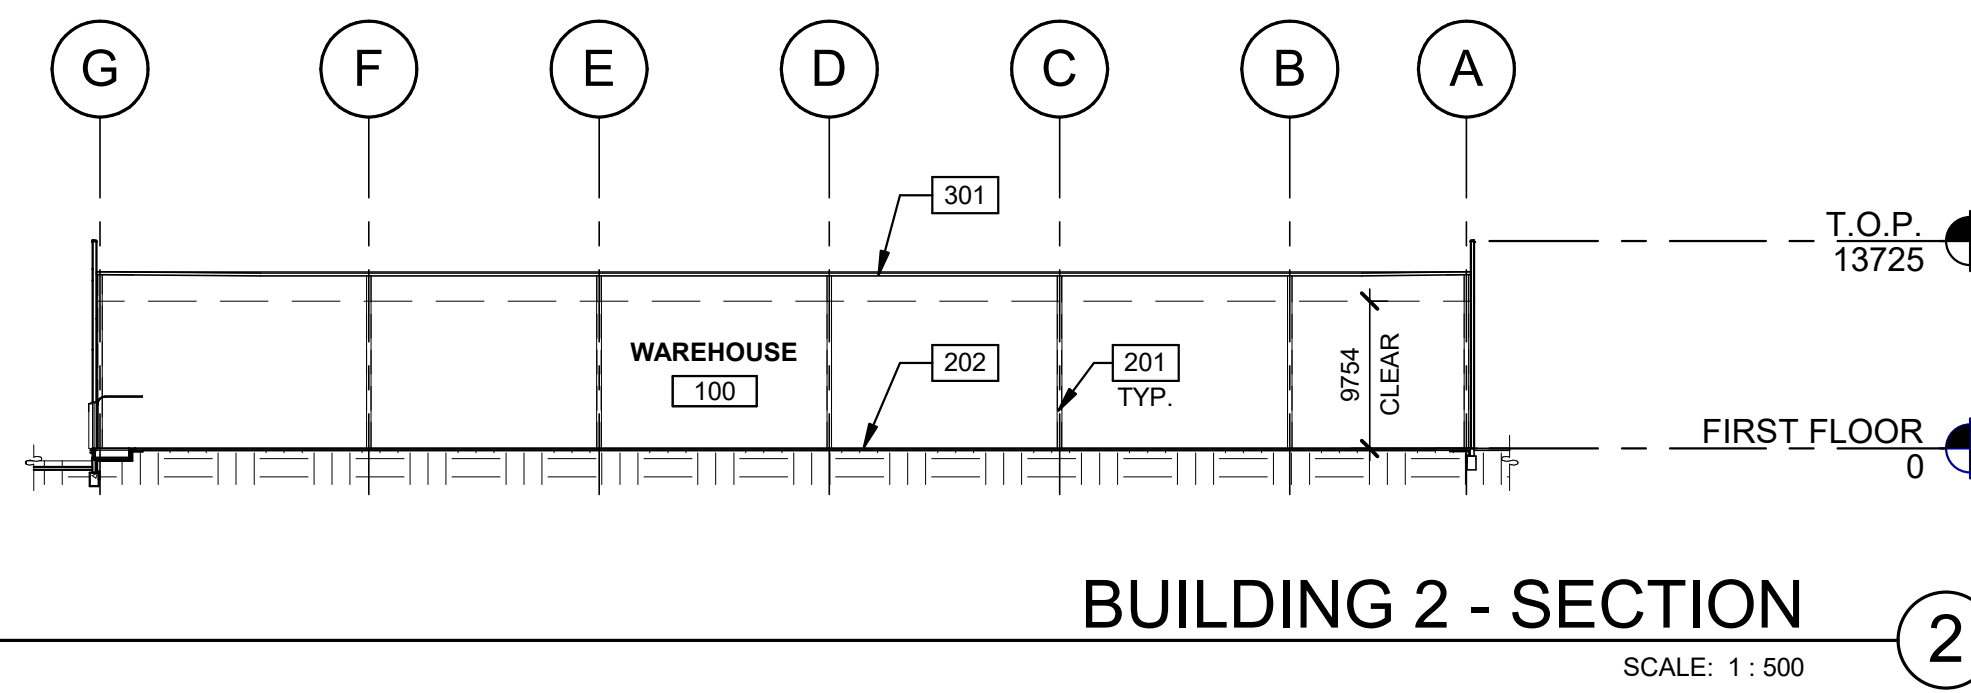 G F E D C B A
301
T.O.P.
13725
WAREHOUSE
100
202
201
TYP.
9754
CLEAR
FIRST FLOOR
0
BUILDING 2 - SECTION
2
SCALE: 1 : 500